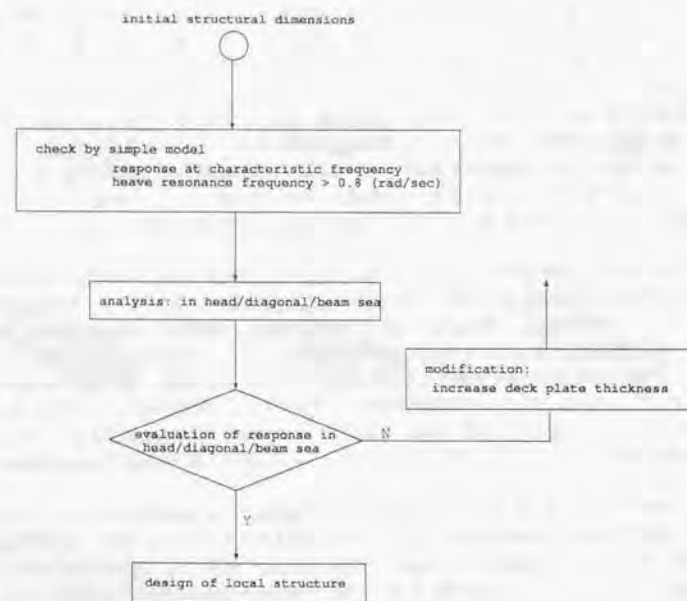 initial structural dimensions
check by simple model
response at characteristic frequency
heave resonance frequency > 0.8 (rad/sec)
analysis: in head/diagonal/beam sea
modification:
increase deck plate thickness
evaluation of response in
head/diagonal/beam sea
N
Y
design of local structure